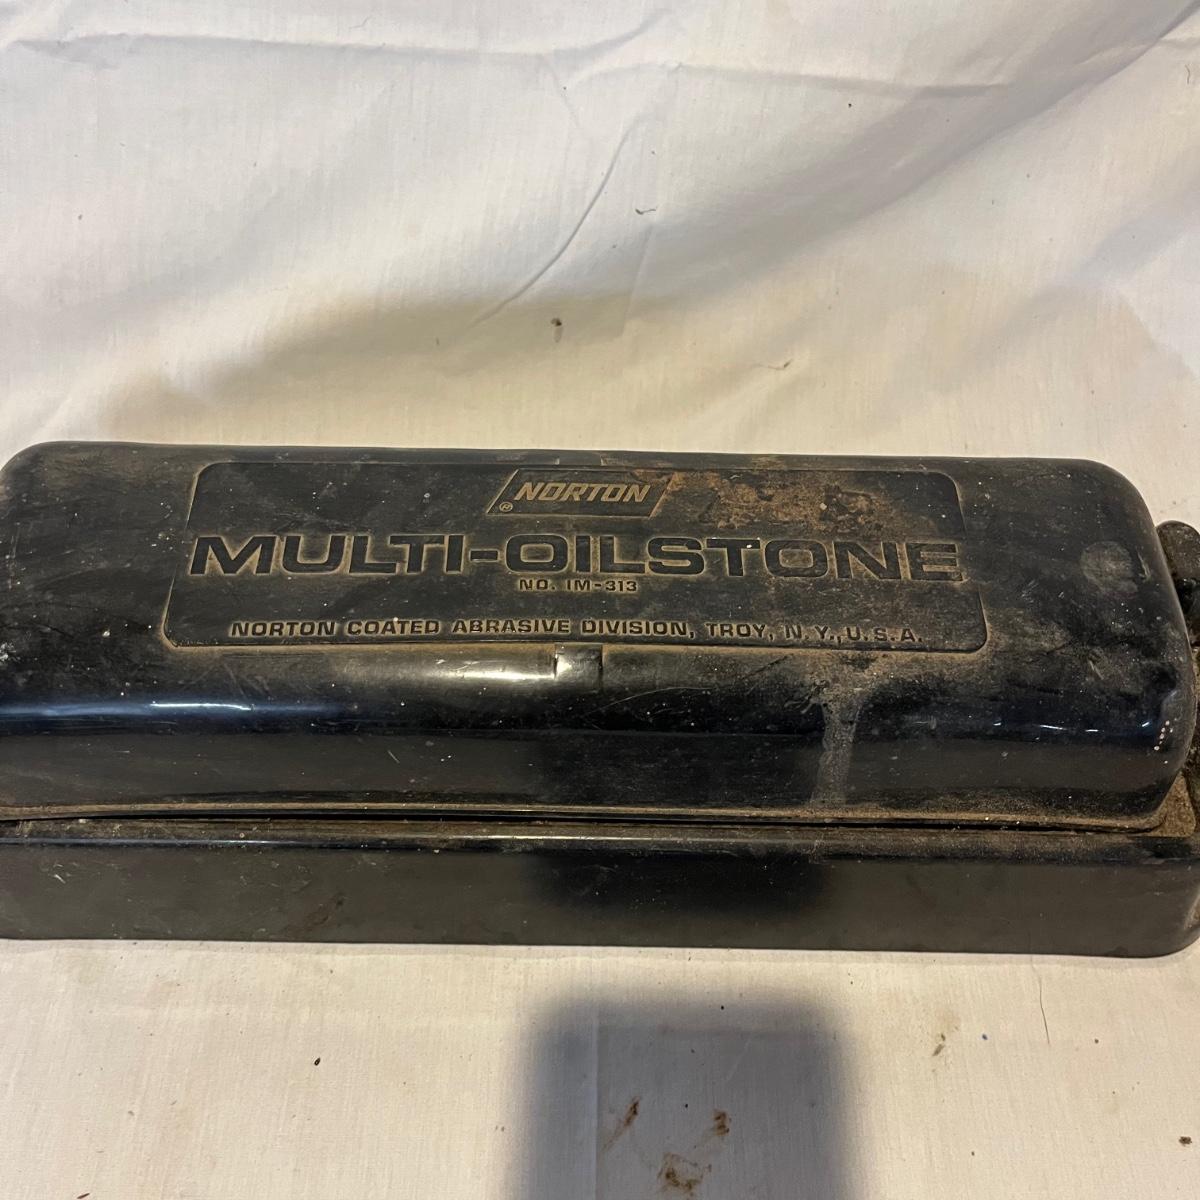 NORTON
®
MULTI-OILSTONE
NO. IM-313
NORTON COATED ABRASIVE DIVISION, TROY, N.Y., U.S.A.